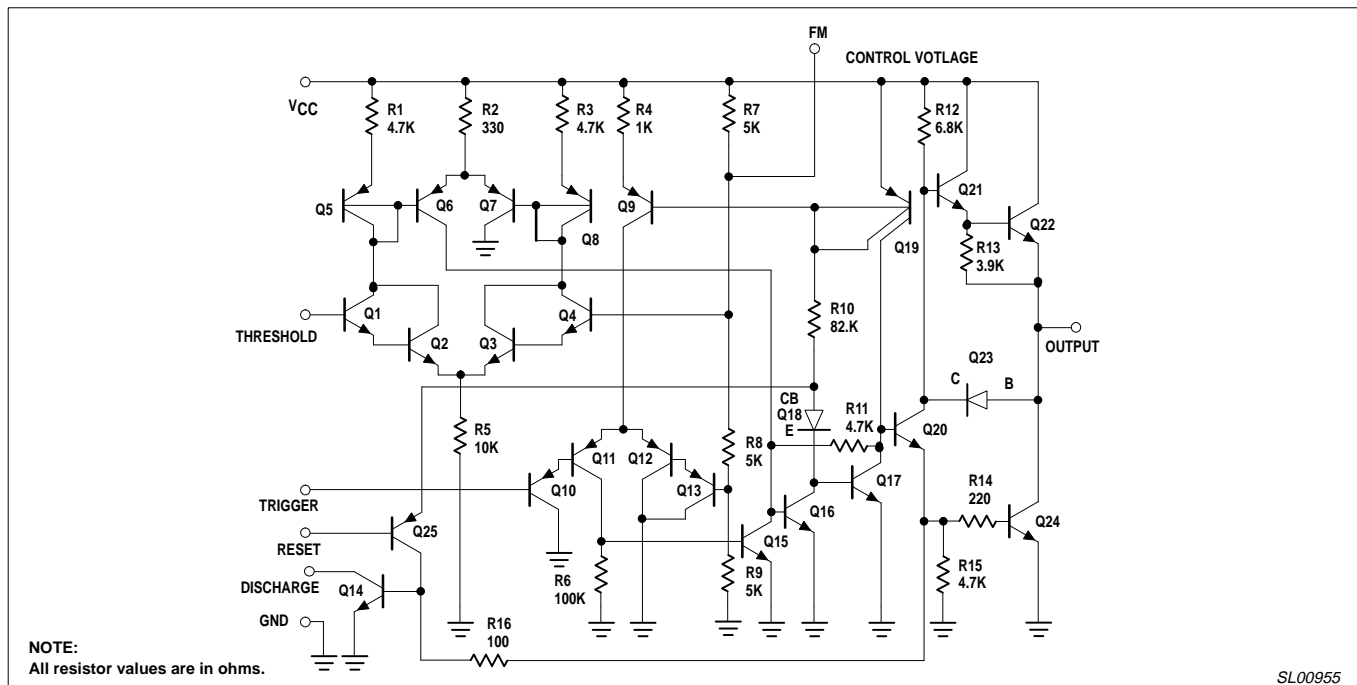 FM
CONTROL VOTLAGE
VCC
R1
4.7K
R2
330
R3
4.7K
R4
1K
R7
5K
R12
6.8K
Q5
Q6
Q7
Q8
Q9
Q19
Q21
Q22
R13
3.9K
Q1
Q2
Q3
Q4
THRESHOLD
R10
82.K
OUTPUT
Q23
C
B
CB
Q18
E
R11
4.7K
Q20
R5
10K
R8
5K
Q11
Q12
Q10
Q13
Q17
R14
220
TRIGGER
Q16
Q24
Q25
RESET
Q15
R15
4.7K
DISCHARGE
Q14
R6
100K
R9
5K
GND
R16
100
NOTE:
All resistor values are in ohms.
SL00955